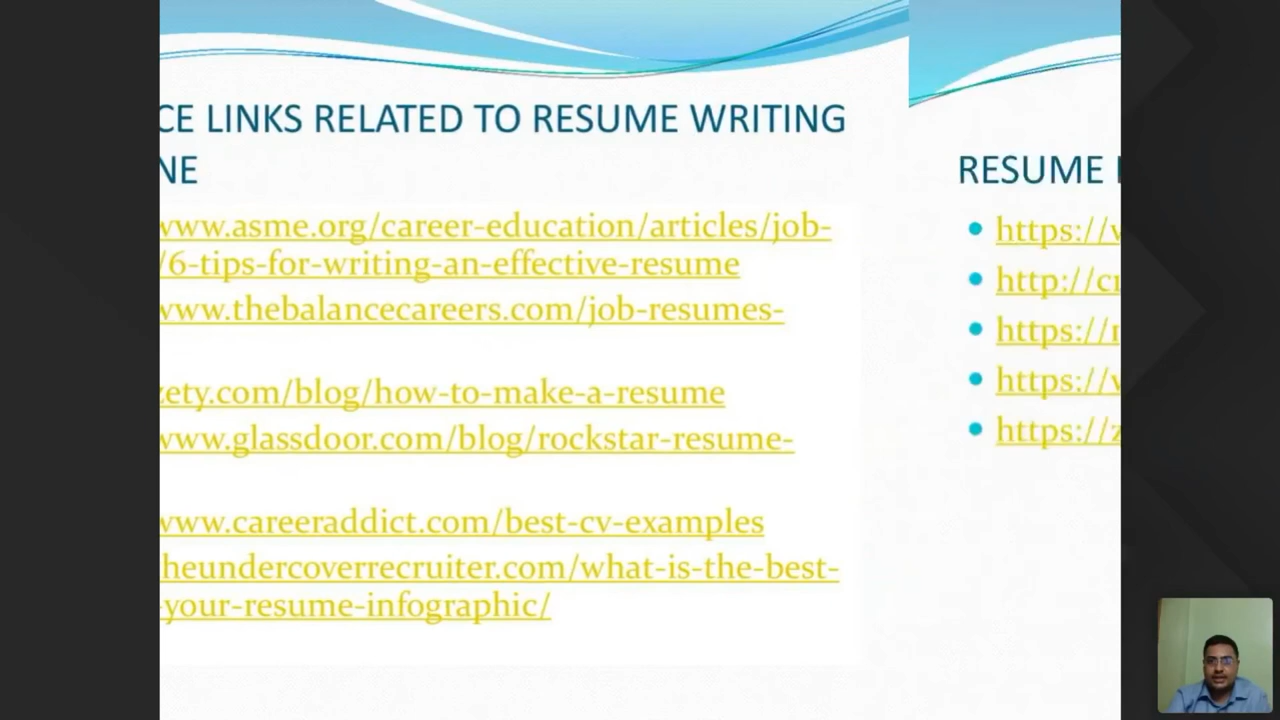 CE LINKS RELATED TO RESUME WRITING
NE
www.asme.org/career-education/articles/job-
/6-tips-for-writing-an-effective-resume
www.thebalancecareers.com/job-resumes-
zety.com/blog/how-to-make-a-resume
www.glassdoor.com/blog/rockstar-resume-
www.careeraddict.com/best-cv-examples
heundercoverrecruiter.com/what-is-the-best-
-your-resume-infographic/
RESUME
https://w
http://cr
https://
https://w
https://z